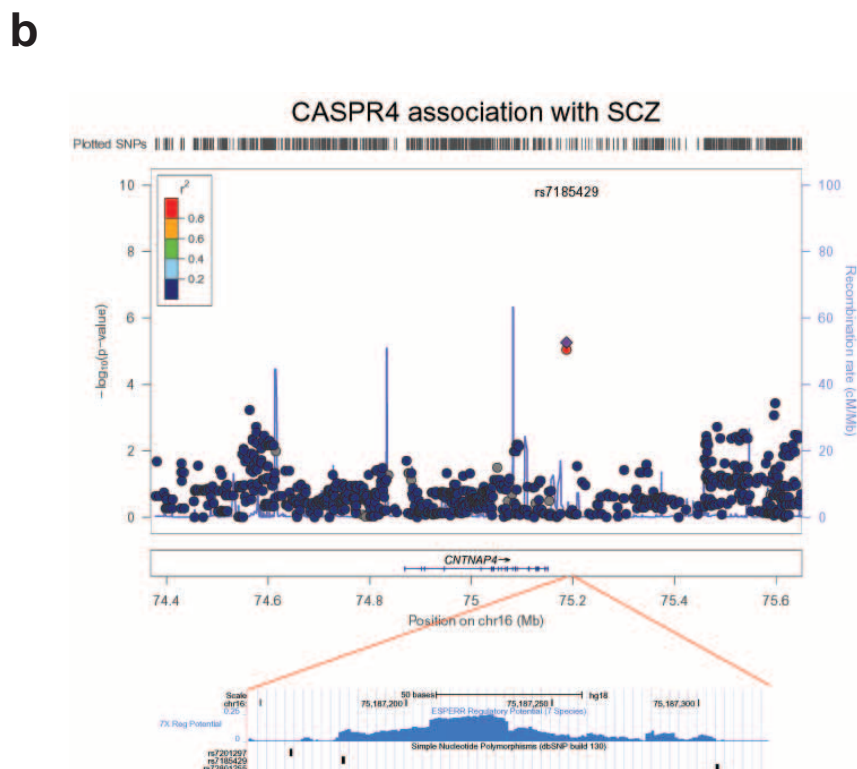 b
CASPR4 association with SCZ
Plotted SNPs
10
8
6
4
2
0
−log10(p-value)
r2
0.8
0.6
0.4
0.2
rs7185429
100
80
60
40
20
0
Recombination rate (cM/Mb)
CNTNAP4→
74.4 74.6 74.8 75 75.2 75.4 75.6
Position on chr16 (Mb)
Scale 50 bases hg18
chr16: 75,187,200 75,187,250 75,187,300
0.25 ESPERR Regulatory Potential (7 Species)
7X Reg Potential
0
Simple Nucleotide Polymorphisms (dbSNP build 130)
rs7201297
rs7185429